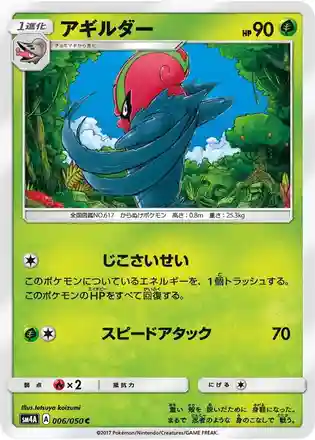 1進化
アギルダー
HP 90
チョボマキから進化
全国図鑑NO.617 からぬけポケモン 高さ:0.8m 重さ:25.3kg
じこさいせい
このポケモンについているエネルギーを、1個トラッシュする。
このポケモンのHPをすべて回復する。
スピードアタック 70
弱点 ×2 抵抗力 にげる
Illus.tetsuya koizumi
SM4A A 006/050 C
©2017 Pokémon/Nintendo/Creatures/GAME FREAK.